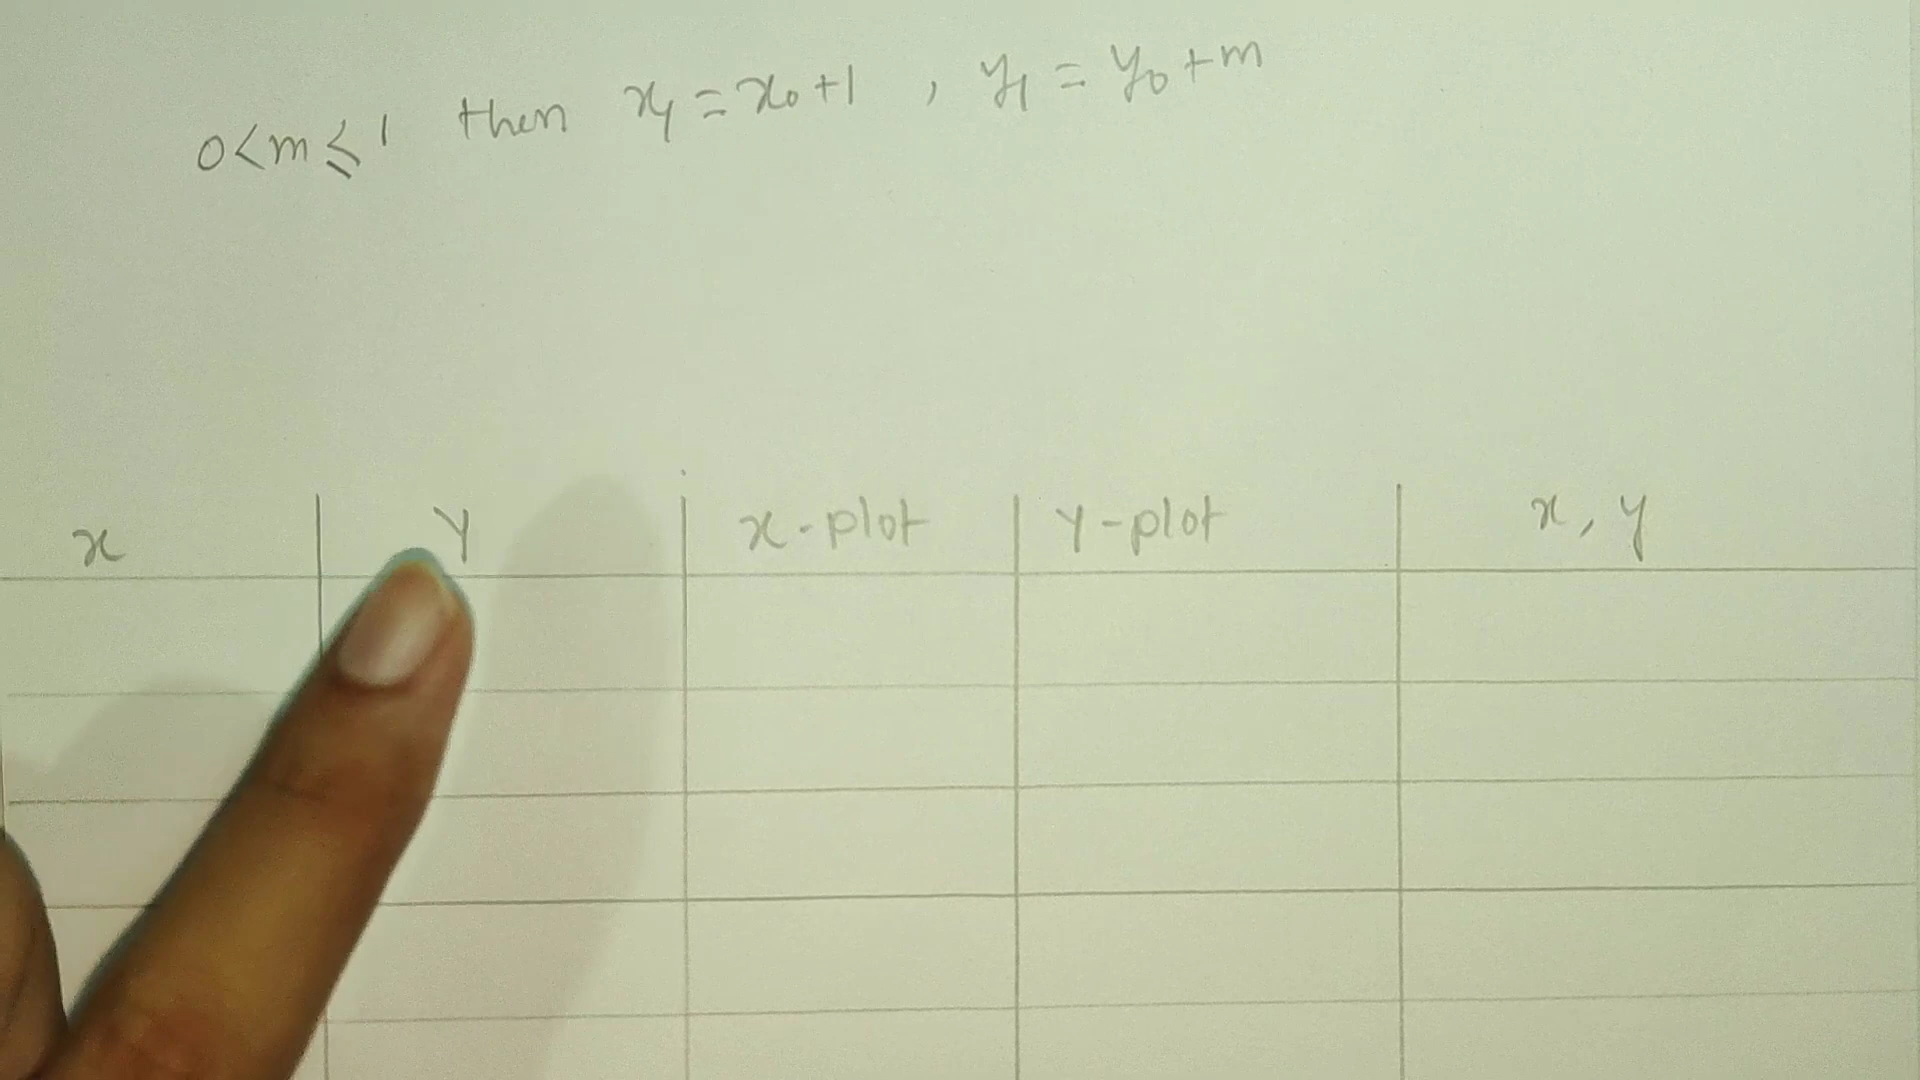 0<m≤1 then x₁=x₀+1 , y₁=y₀+m
x y x-plot y-plot x, y